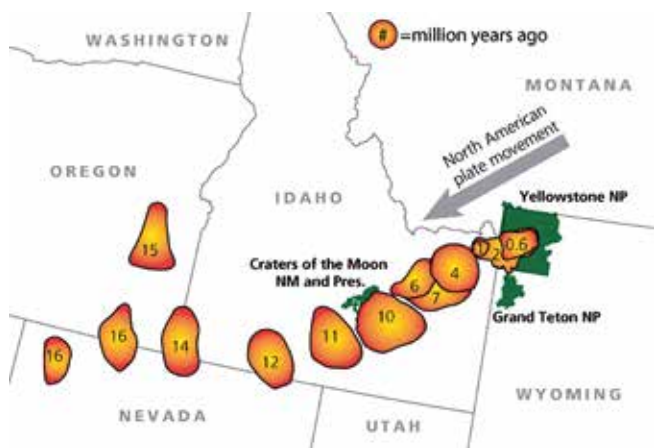 WASHINGTON
# =million years ago
MONTANA
North American
plate movement
OREGON
IDAHO
Yellowstone NP
15
Craters of the Moon
NM and Pres.
1
2
0.6
4
6
7
Grand Teton NP
16
16
14
12
11
10
NEVADA
UTAH
WYOMING